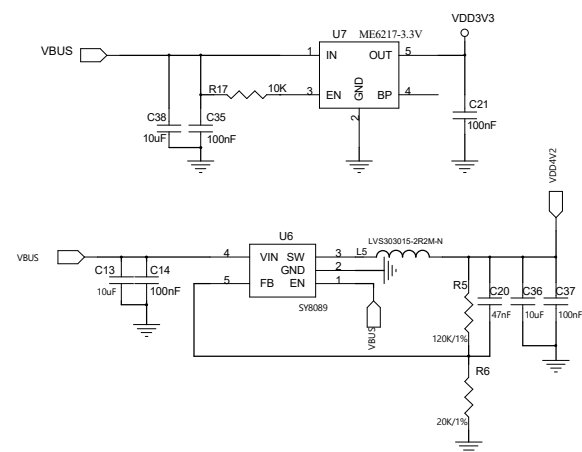 VDD3V3
U7 ME6217-3.3V
VBUS
1 IN OUT 5
R17 10K 3 EN GND BP 4
2
C38
10uF
C35
100nF
C21
100nF
VDD4V2
U6
LVS303015-2R2M-N
VBUS
4 VIN SW 3 L5
GND 2
5 FB EN 1
SY8089
C13
10uF
C14
100nF
VBUS
R5
120K/1%
C20
47nF
C36
10uF
C37
100nF
R6
20K/1%